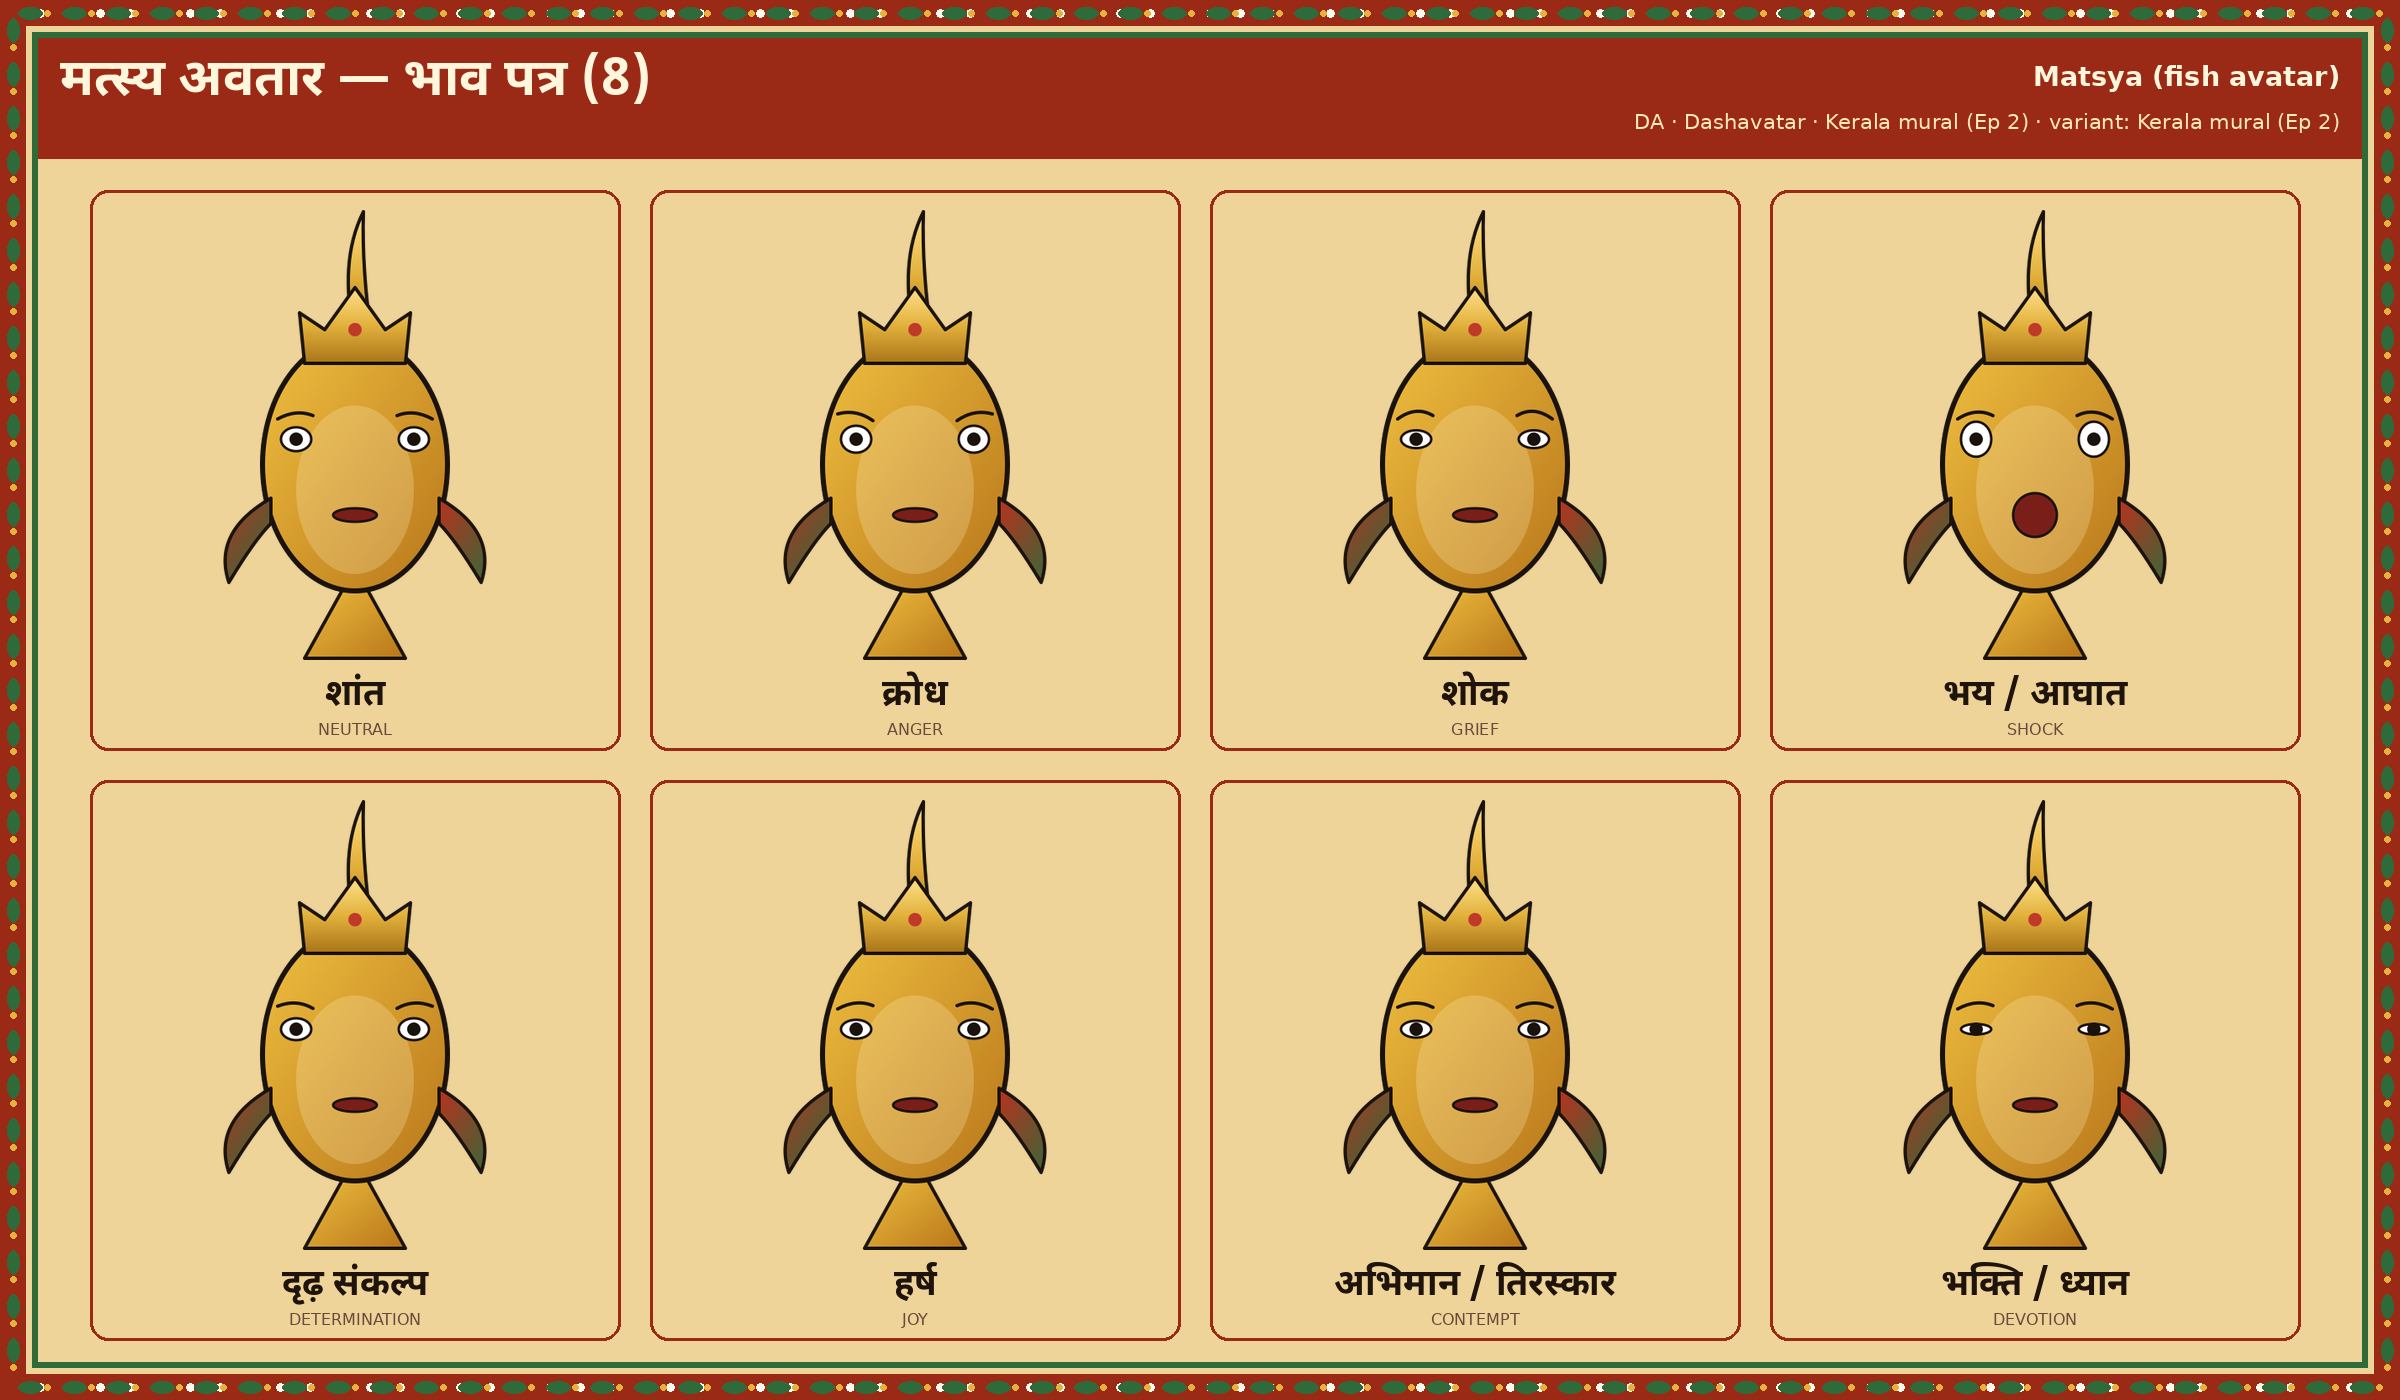 मत्स्य अवतार — भाव पत्र (8)
Matsya (fish avatar)
DA · Dashavatar · Kerala mural (Ep 2) · variant: Kerala mural (Ep 2)
शांत
NEUTRAL
क्रोध
ANGER
शोक
GRIEF
भय / आघात
SHOCK
दृढ़ संकल्प
DETERMINATION
हर्ष
JOY
अभिमान / तिरस्कार
CONTEMPT
भक्ति / ध्यान
DEVOTION